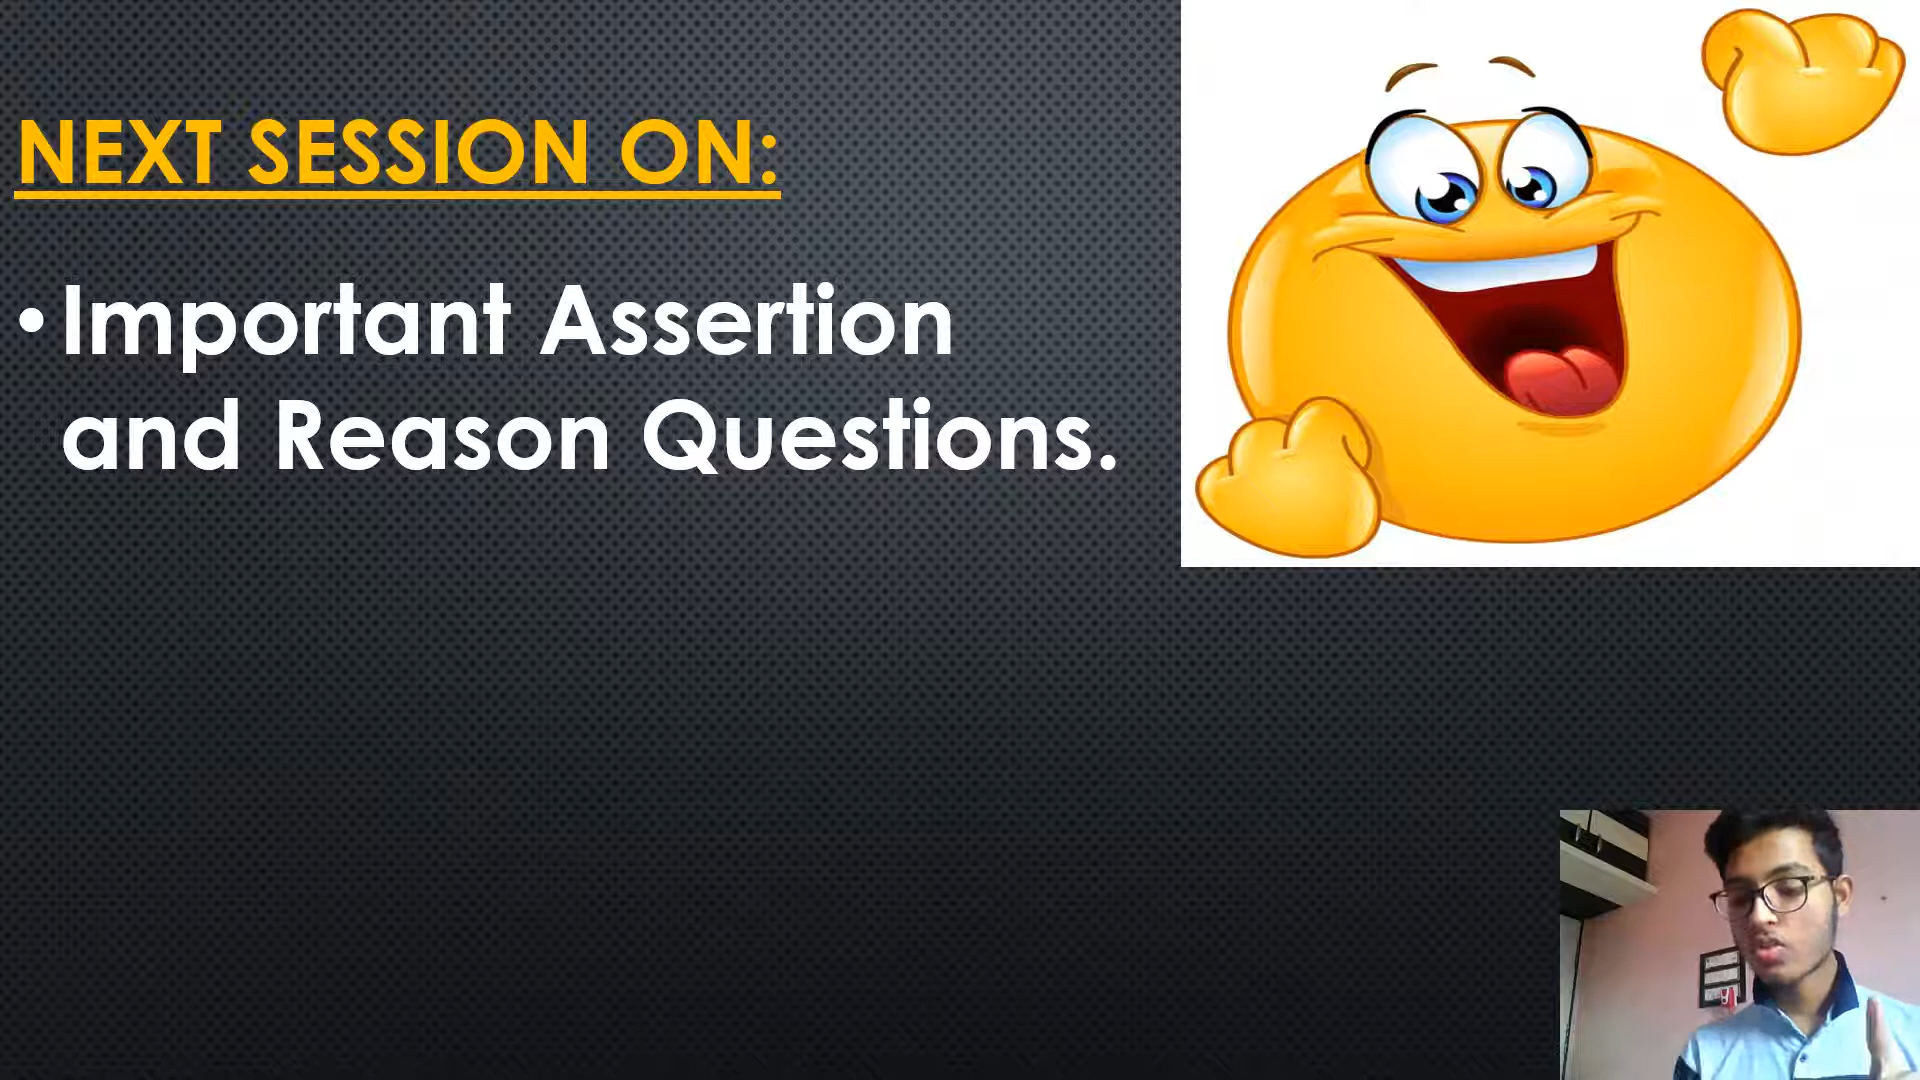 NEXT SESSION ON:
• Important Assertion
and Reason Questions.